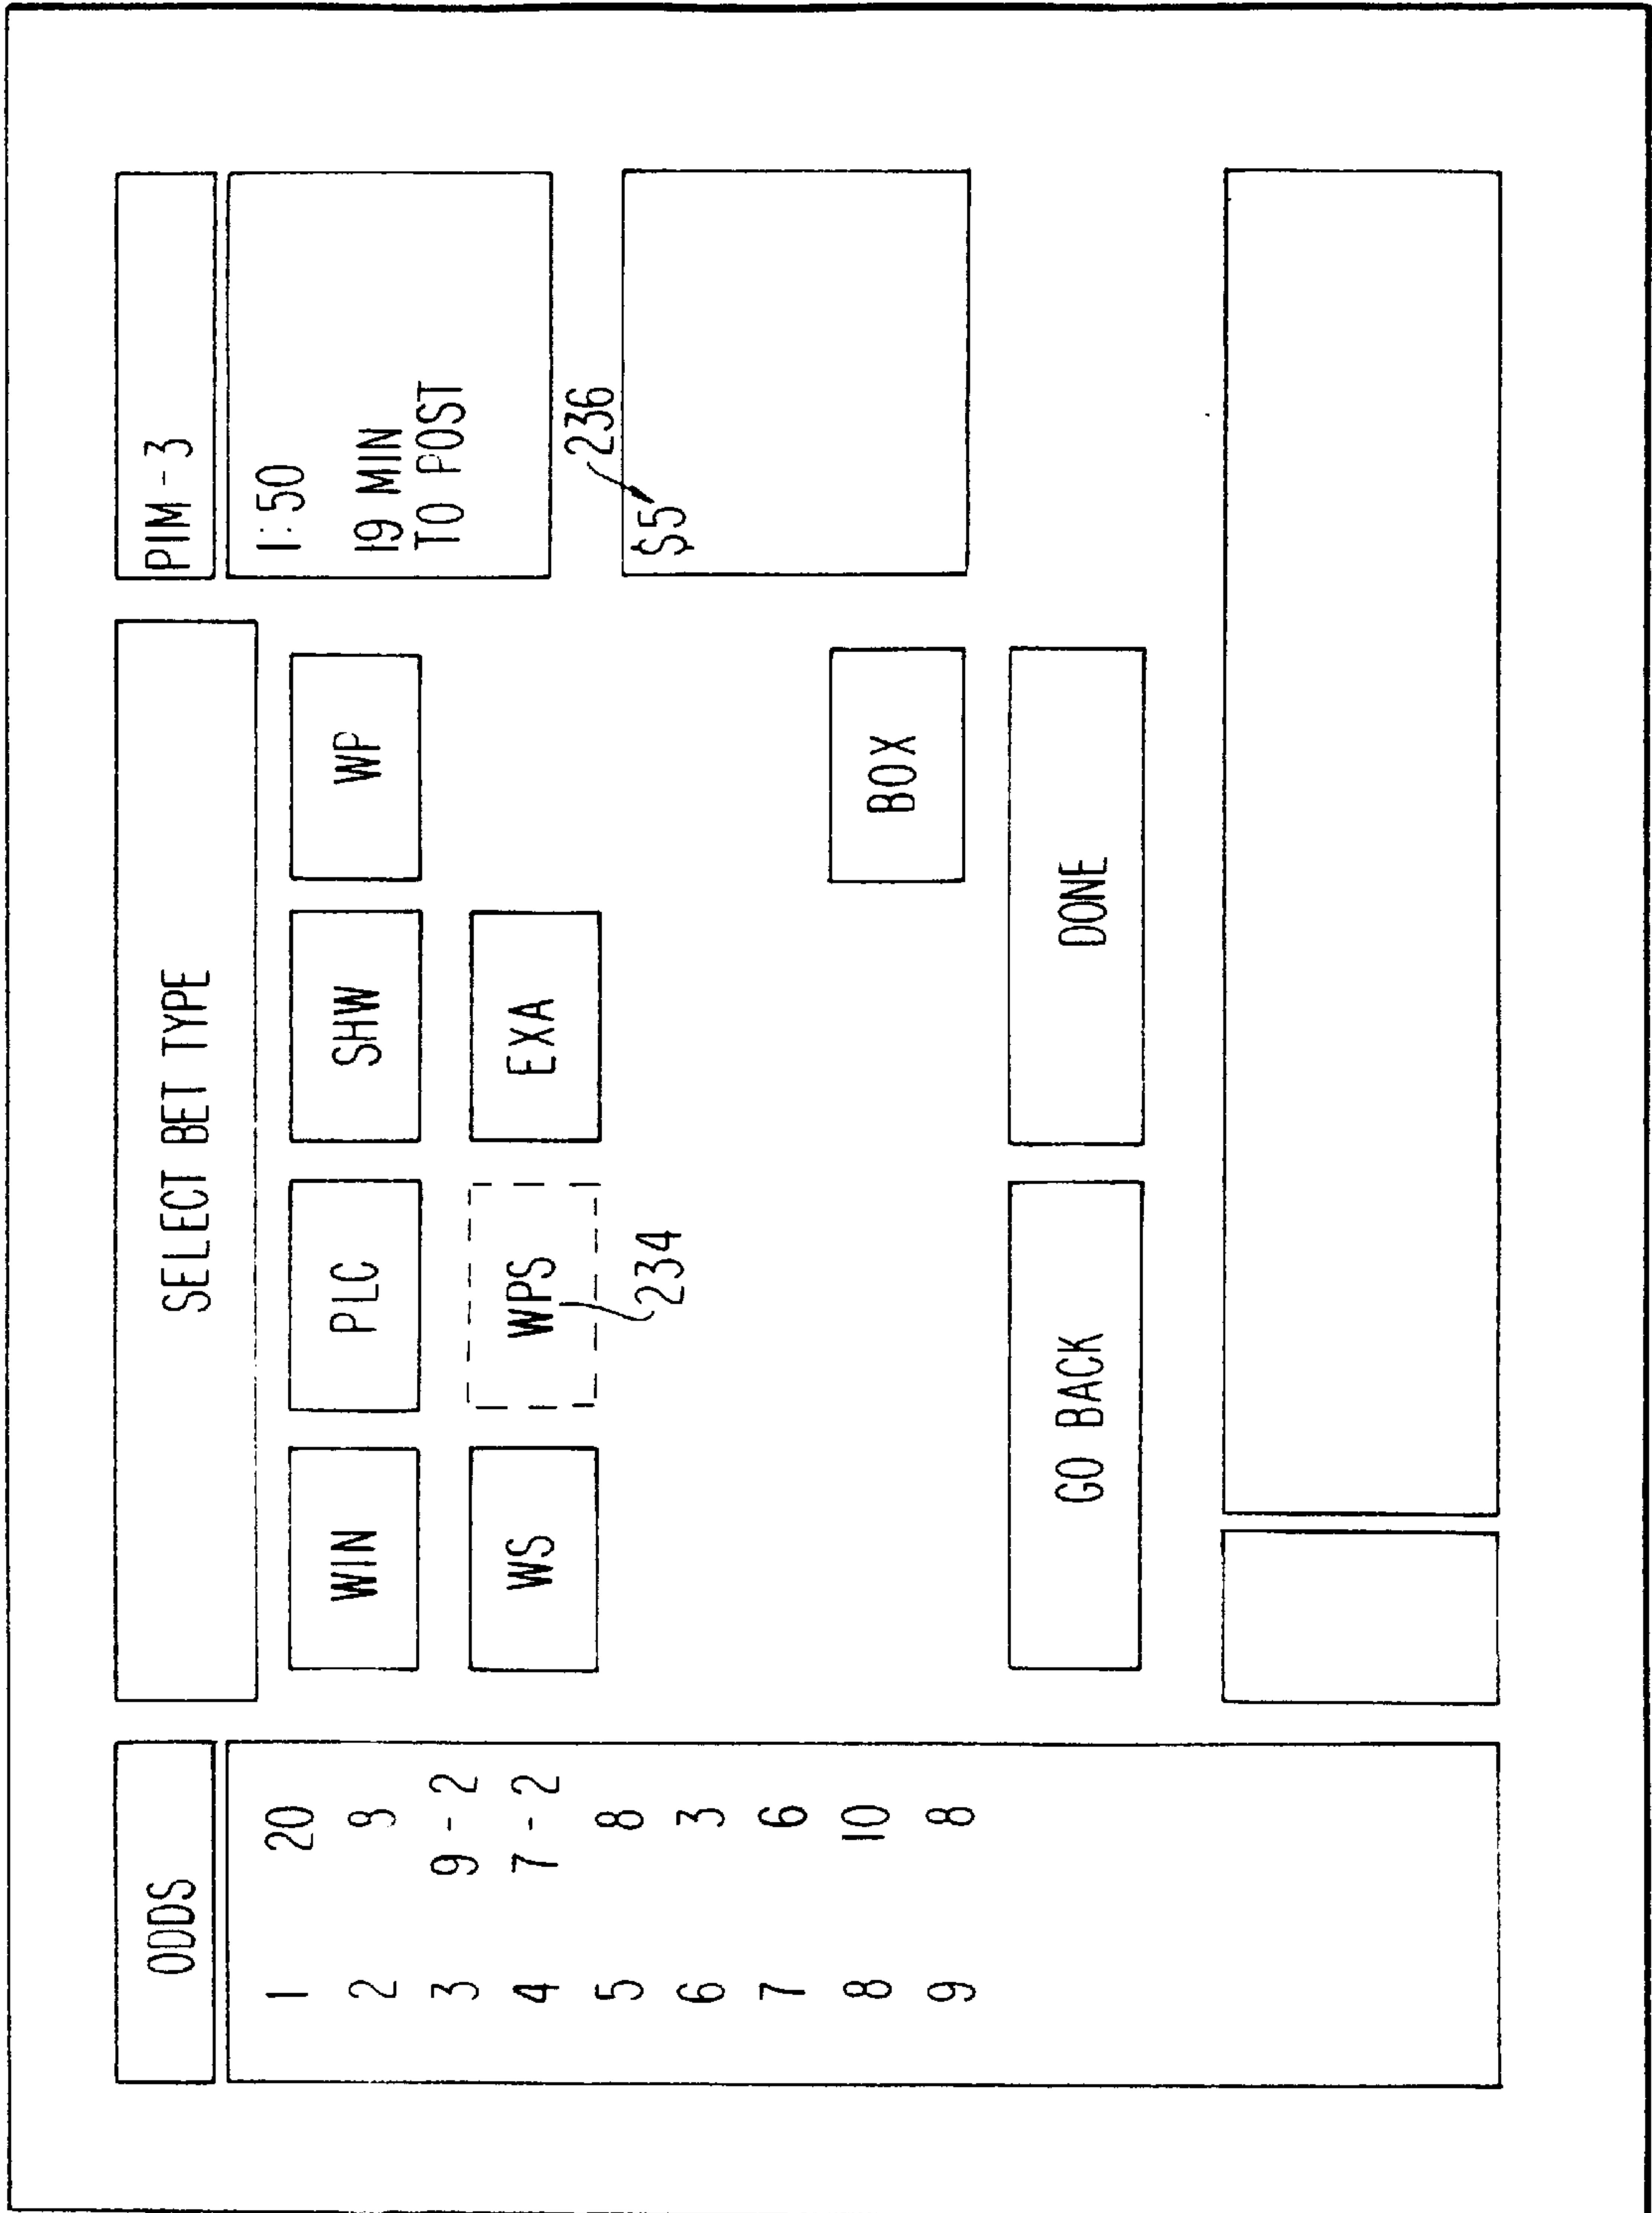 ODDS
1 20
2
3 9 - 2
4 7 - 2
5 8
6 3
7 6
8 10
9 8
SELECT BET TYPE
WIN PLC SHW WP
WS WPS EXA
234
BOX
GO BACK DONE
PIM - 3
1:50
19 MIN
TO POST
236
$5